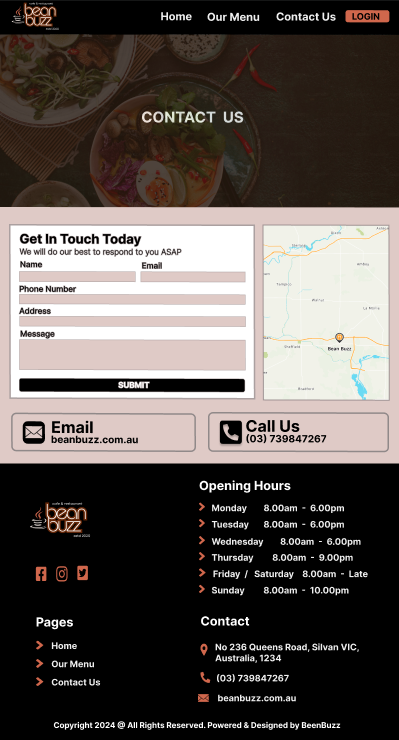 cafe & restaurant
bean
buzz
estd 2020
Home Our Menu Contact Us LOGIN
CONTACT US
Get In Touch Today
We will do our best to respond to you ASAP
Name Email
Phone Number
Address
Message
SUBMIT
Bean Buzz
Email
beanbuzz.com.au
Call Us
(03) 739847267
cafe & restaurant
bean
buzz
estd 2020
Opening Hours
Monday 8.00am - 6.00pm
Tuesday 8.00am - 6.00pm
Wednesday 8.00am - 6.00pm
Thursday 8.00am - 9.00pm
Friday / Saturday 8.00am - Late
Sunday 8.00am - 10.00pm
Pages
Home
Our Menu
Contact Us
Contact
No 236 Queens Road, Silvan VIC,
Australia, 1234
(03) 739847267
beanbuzz.com.au
Copyright 2024 @ All Rights Reserved. Powered & Designed by BeenBuzz